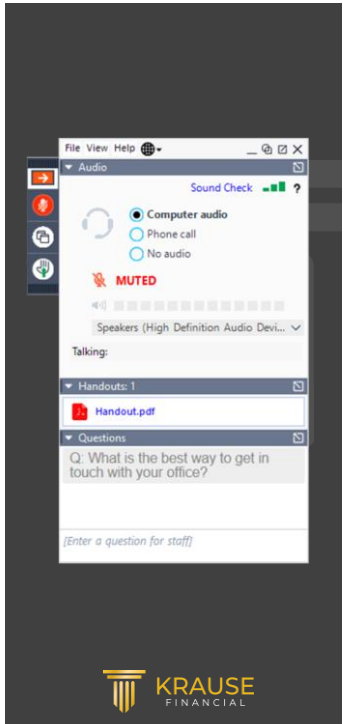 File View Help
Audio
Sound Check ?
Computer audio
Phone call
No audio
MUTED
Speakers (High Definition Audio Devi...
Talking:
Handouts: 1
Handout.pdf
Questions
Q: What is the best way to get in
touch with your office?
[Enter a question for staff]
KRAUSE
FINANCIAL